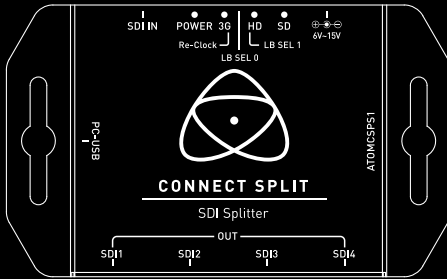 SDI IN POWER 3G HD SD ⊕-●-⊖ 6V~15V
Re-Clock LB SEL 1
LB SEL 0
PC-USB
ATOMCSPS1
CONNECT SPLIT
SDI Splitter
OUT
SDI1 SDI2 SDI3 SDI4